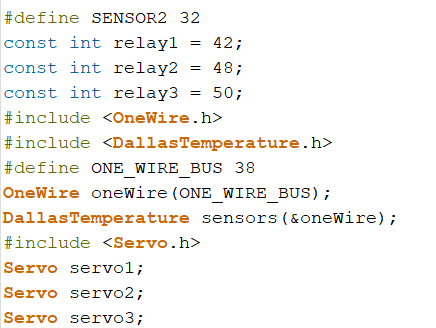 #define SENSOR2 32
const int relay1 = 42;
const int relay2 = 48;
const int relay3 = 50;
#include <OneWire.h>
#include <DallasTemperature.h>
#define ONE_WIRE_BUS 38
OneWire oneWire(ONE_WIRE_BUS);
DallasTemperature sensors(&oneWire);
#include <Servo.h>
Servo servo1;
Servo servo2;
Servo servo3;